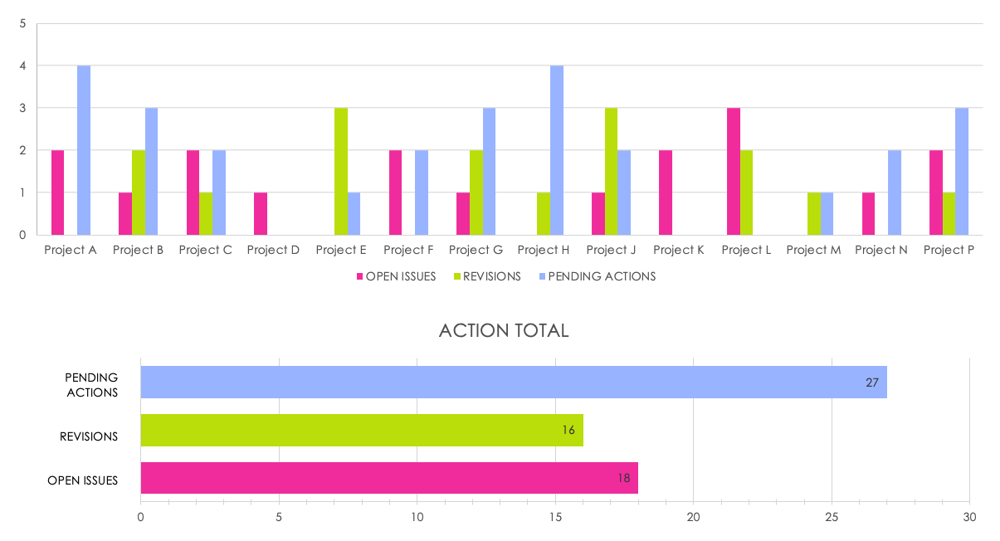 5
4
3
2
1
0
Project A Project B Project C Project D Project E Project F Project G Project H Project J Project K Project L Project M Project N Project P
OPEN ISSUES REVISIONS PENDING ACTIONS
ACTION TOTAL
PENDING
ACTIONS
27
REVISIONS
16
OPEN ISSUES
18
0 5 10 15 20 25 30